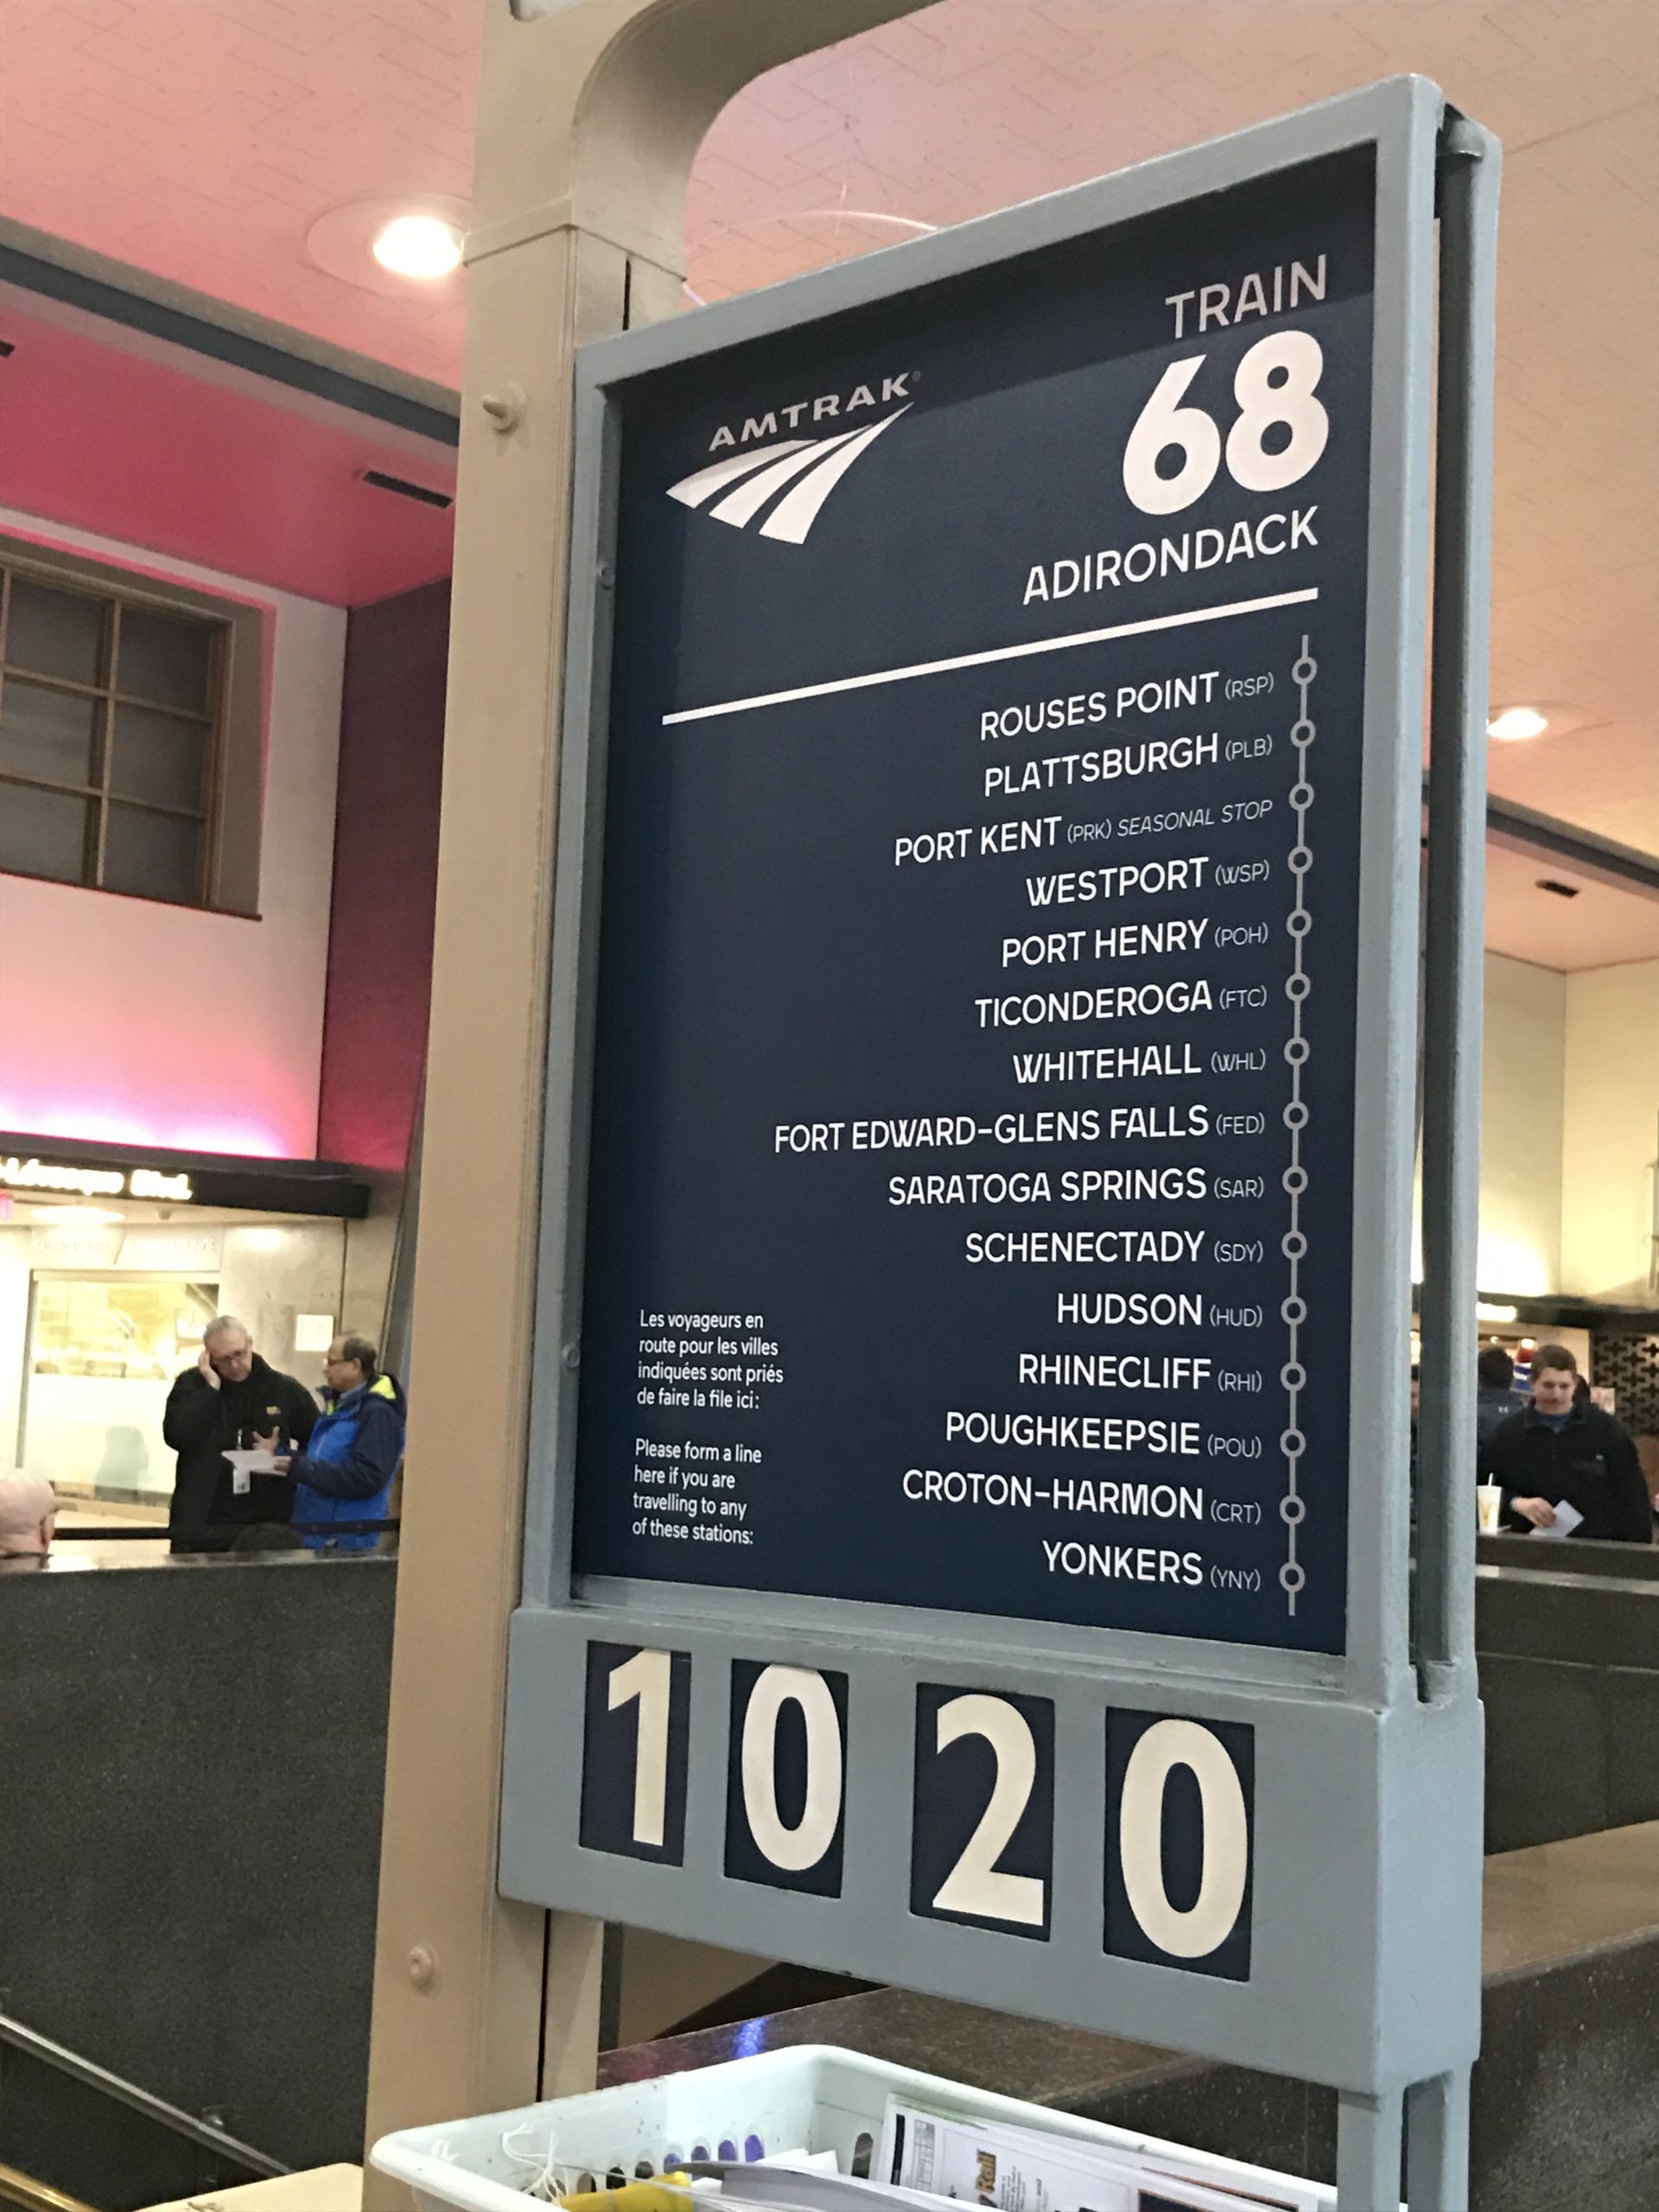 TRAIN
68
AMTRAK
ADIRONDACK
ROUSES POINT (RSP)
PLATTSBURGH (PLB)
PORT KENT (PRK) SEASONAL STOP
WESTPORT (WSP)
PORT HENRY (POH)
TICONDEROGA (FTC)
WHITEHALL (WHL)
FORT EDWARD-GLENS FALLS (FED)
SARATOGA SPRINGS (SAR)
SCHENECTADY (SDY)
HUDSON (HUD)
RHINECLIFF (RHI)
POUGHKEEPSIE (POU)
CROTON-HARMON (CRT)
YONKERS (YNY)
Les voyageurs en
route pour les villes
indiquées sont priés
de faire la file ici:
Please form a line
here if you are
travelling to any
of these stations:
10 20
Rail